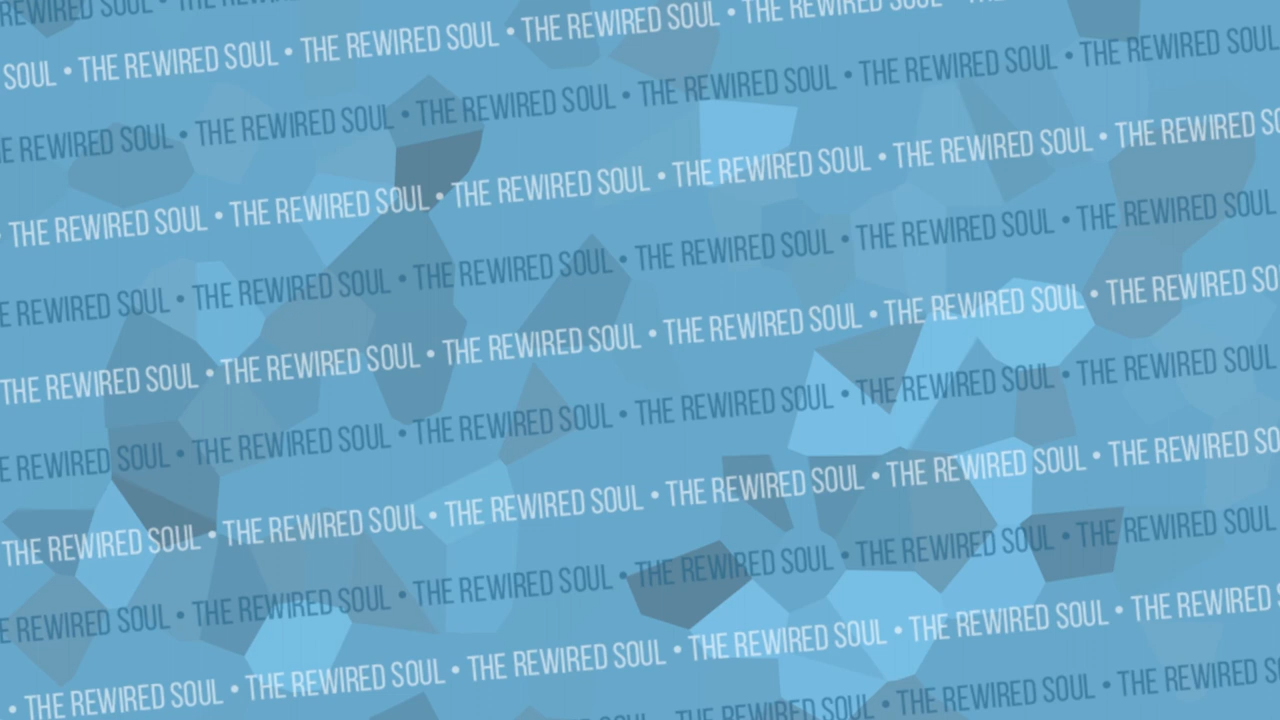 REWIRED SOUL • THE REWIRED
SOUL • THE REWIRED SOUL • THE REWIRED SOUL • THE REWIRED SOUL • THE REWIRED SOUL • THE
E REWIRED SOUL • THE REWIRED SOUL • THE REWIRED SOUL • THE REWIRED SOUL • THE REWIRED SOUL • THE REWIRED SOUL
• THE REWIRED SOUL • THE REWIRED SOUL • THE REWIRED SOUL • THE REWIRED SOUL • THE REWIRED SOUL • THE REWIRED SO
E REWIRED SOUL • THE REWIRED SOUL • THE REWIRED SOUL • THE REWIRED SOUL • THE REWIRED SOUL • THE REWIRED SOUL
THE REWIRED SOUL • THE REWIRED SOUL • THE REWIRED SOUL • THE REWIRED SOUL • THE REWIRED SOUL • THE REWIRED SO
E REWIRED SOUL • THE REWIRED SOUL • THE REWIRED SOUL • THE REWIRED SOUL • THE REWIRED SOUL • THE REWIRED SOUL
THE REWIRED SOUL • THE REWIRED SOUL • THE REWIRED SOUL • THE REWIRED SOUL • THE REWIRED SOUL • THE REWIRED SO
E REWIRED SOUL • THE REWIRED SOUL • THE REWIRED SOUL • THE REWIRED SOUL • THE REWIRED SOUL • THE REWIRED SOUL
• THE REWIRED SOUL • THE REWIRED SOUL • THE REWIRED SOUL • THE REWIRED SOUL • THE REWIRED SOUL • THE REWIRED S
SOUL • THE REWIRED SOUL • THE REWIRED SOUL • THE REWIRED SO